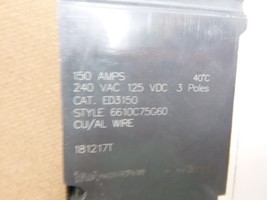 150 AMPS 40°C
240 VAC 125 VDC 3 Poles
CAT. ED3150
STYLE 6610C75G60
CU/AL WIRE
181217T